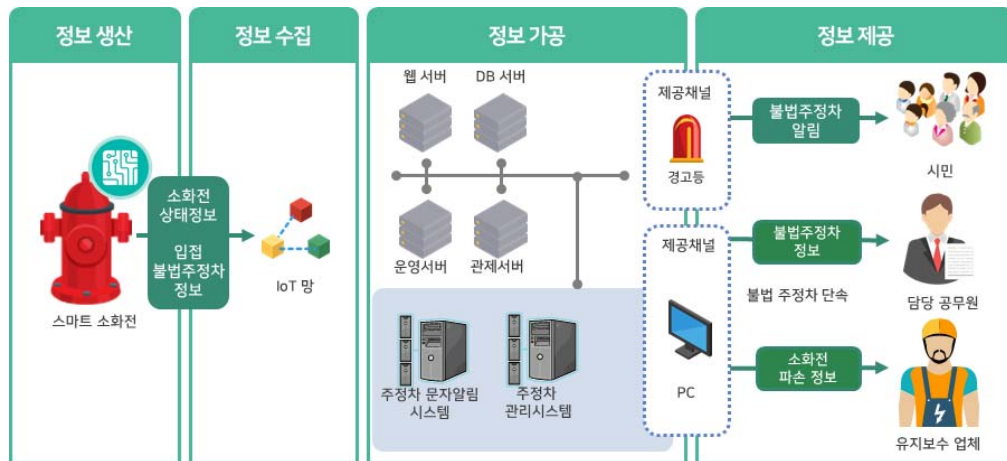 정보 생산
정보 수집
정보 가공
정보 제공
소화전
상태정보
입접
불법주정차
정보
스마트 소화전
IoT 망
웹 서버
DB 서버
운영서버
관제서버
주정차 문자알림
시스템
주정차
관리시스템
제공채널
경고등
제공채널
PC
불법주정차
알림
시민
불법주정차
정보
불법 주정차 단속
담당 공무원
소화전
파손 정보
유지보수 업체